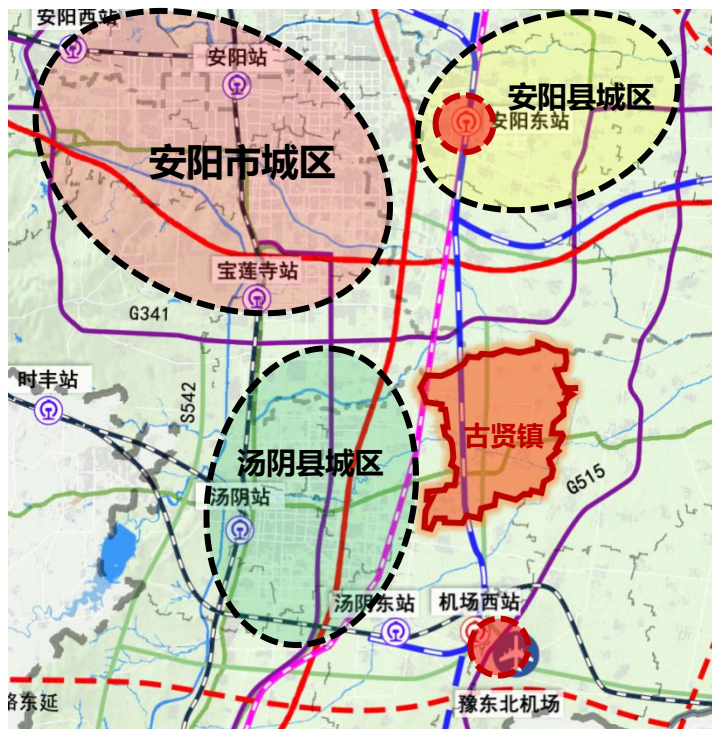 安阳西站
安阳站
安阳县城区
安阳东站
安阳市城区
宝莲寺站
G341
时丰站
S542
古贤镇
汤阴县城区
G515
汤阴站
汤阴东站
机场西站
豫东北机场
路东延